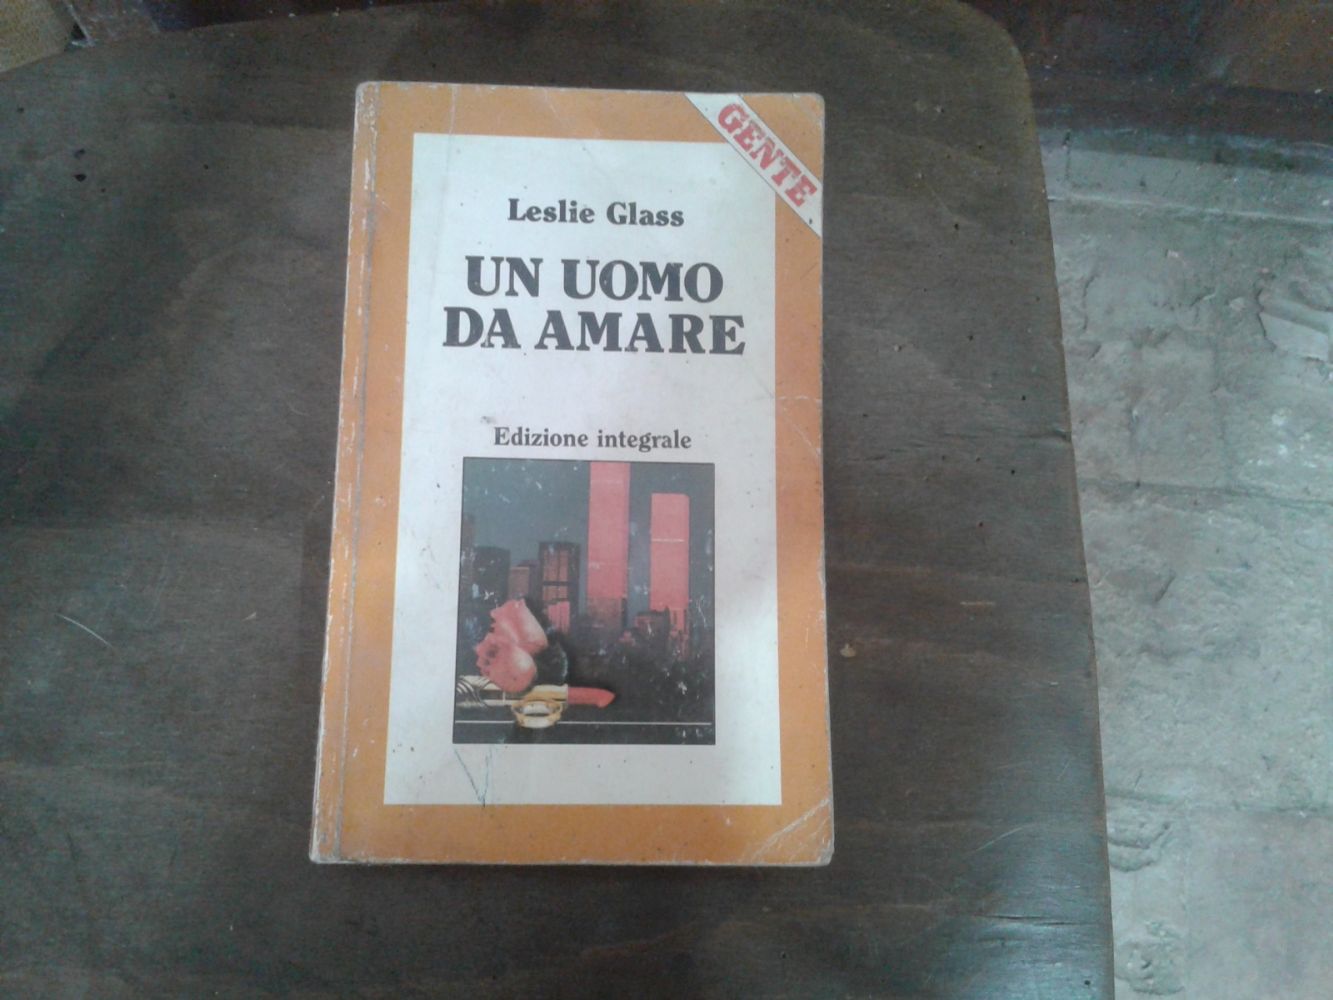 GENTE
Leslie Glass
UN UOMO
DA AMARE
Edizione integrale